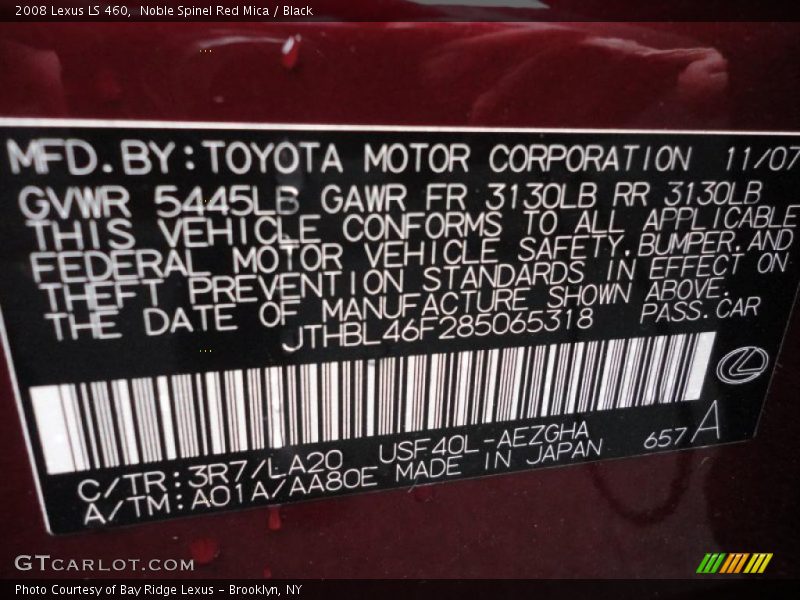 2008 Lexus LS 460,  Noble Spinel Red Mica / Black
MFD.BY:TOYOTA MOTOR CORPORATION 11/07
GVWR 5445LB GAWR FR 3130LB RR 3130LB
THIS VEHICLE CONFORMS TO ALL APPLICABLE
FEDERAL MOTOR VEHICLE SAFETY,BUMPER,AND
THEFT PREVENTION STANDARDS IN EFFECT ON
THE DATE OF MANUFACTURE SHOWN ABOVE.
JTHBL46F285065318 PASS.CAR
C/TR:3R7/LA20 USF40L-AEZGHA 657A
A/TM:A01A/AA80E MADE IN JAPAN
GTCARLOT.COM
Photo Courtesy of Bay Ridge Lexus - Brooklyn, NY